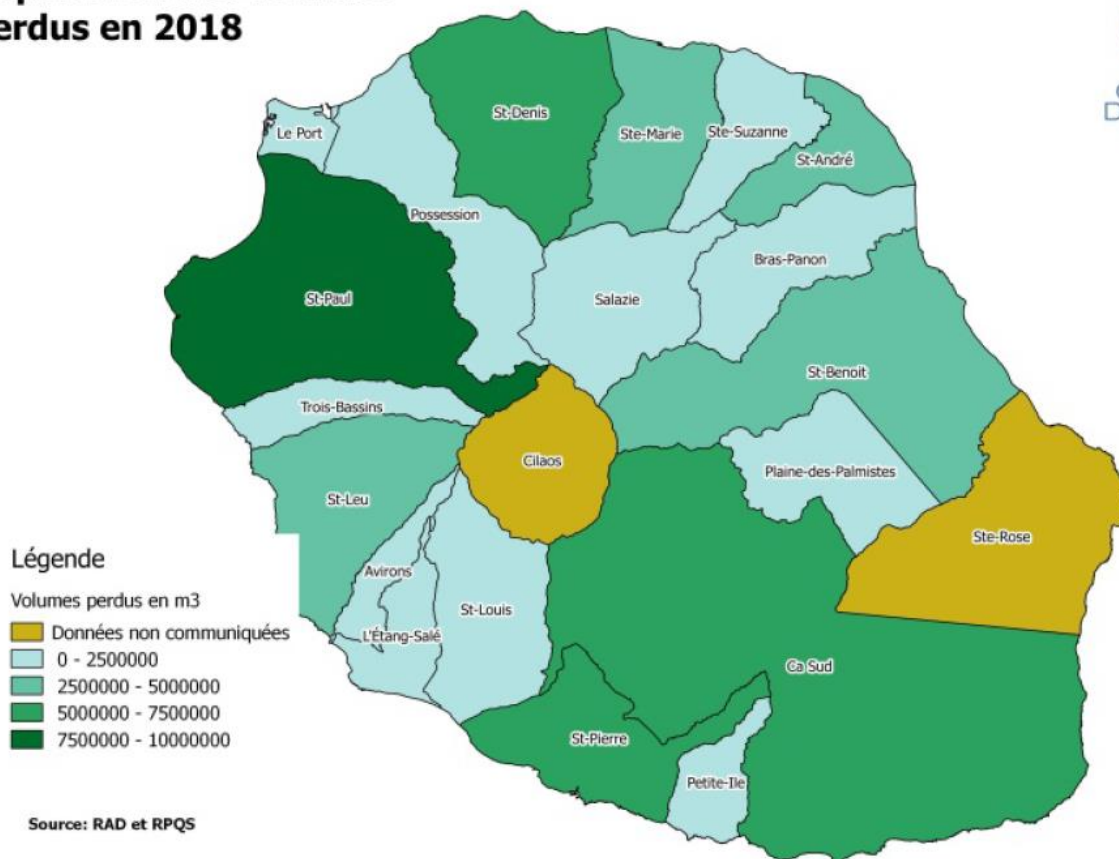 erdus en 2018
St-Denis
Ste-Marie
Ste-Suzanne
Le Port
St-André
Possession
Bras-Panon
St-Paul
Salazie
St-Benoit
Trois-Bassins
Cilaos
Plaine-des-Palmistes
St-Leu
Ste-Rose
Avirons
St-Louis
L'Étang-Salé
Ca Sud
St-Pierre
Petite-Ile
Légende
Volumes perdus en m3
Données non communiquées
0 - 2500000
2500000 - 5000000
5000000 - 7500000
7500000 - 10000000
Source: RAD et RPQS